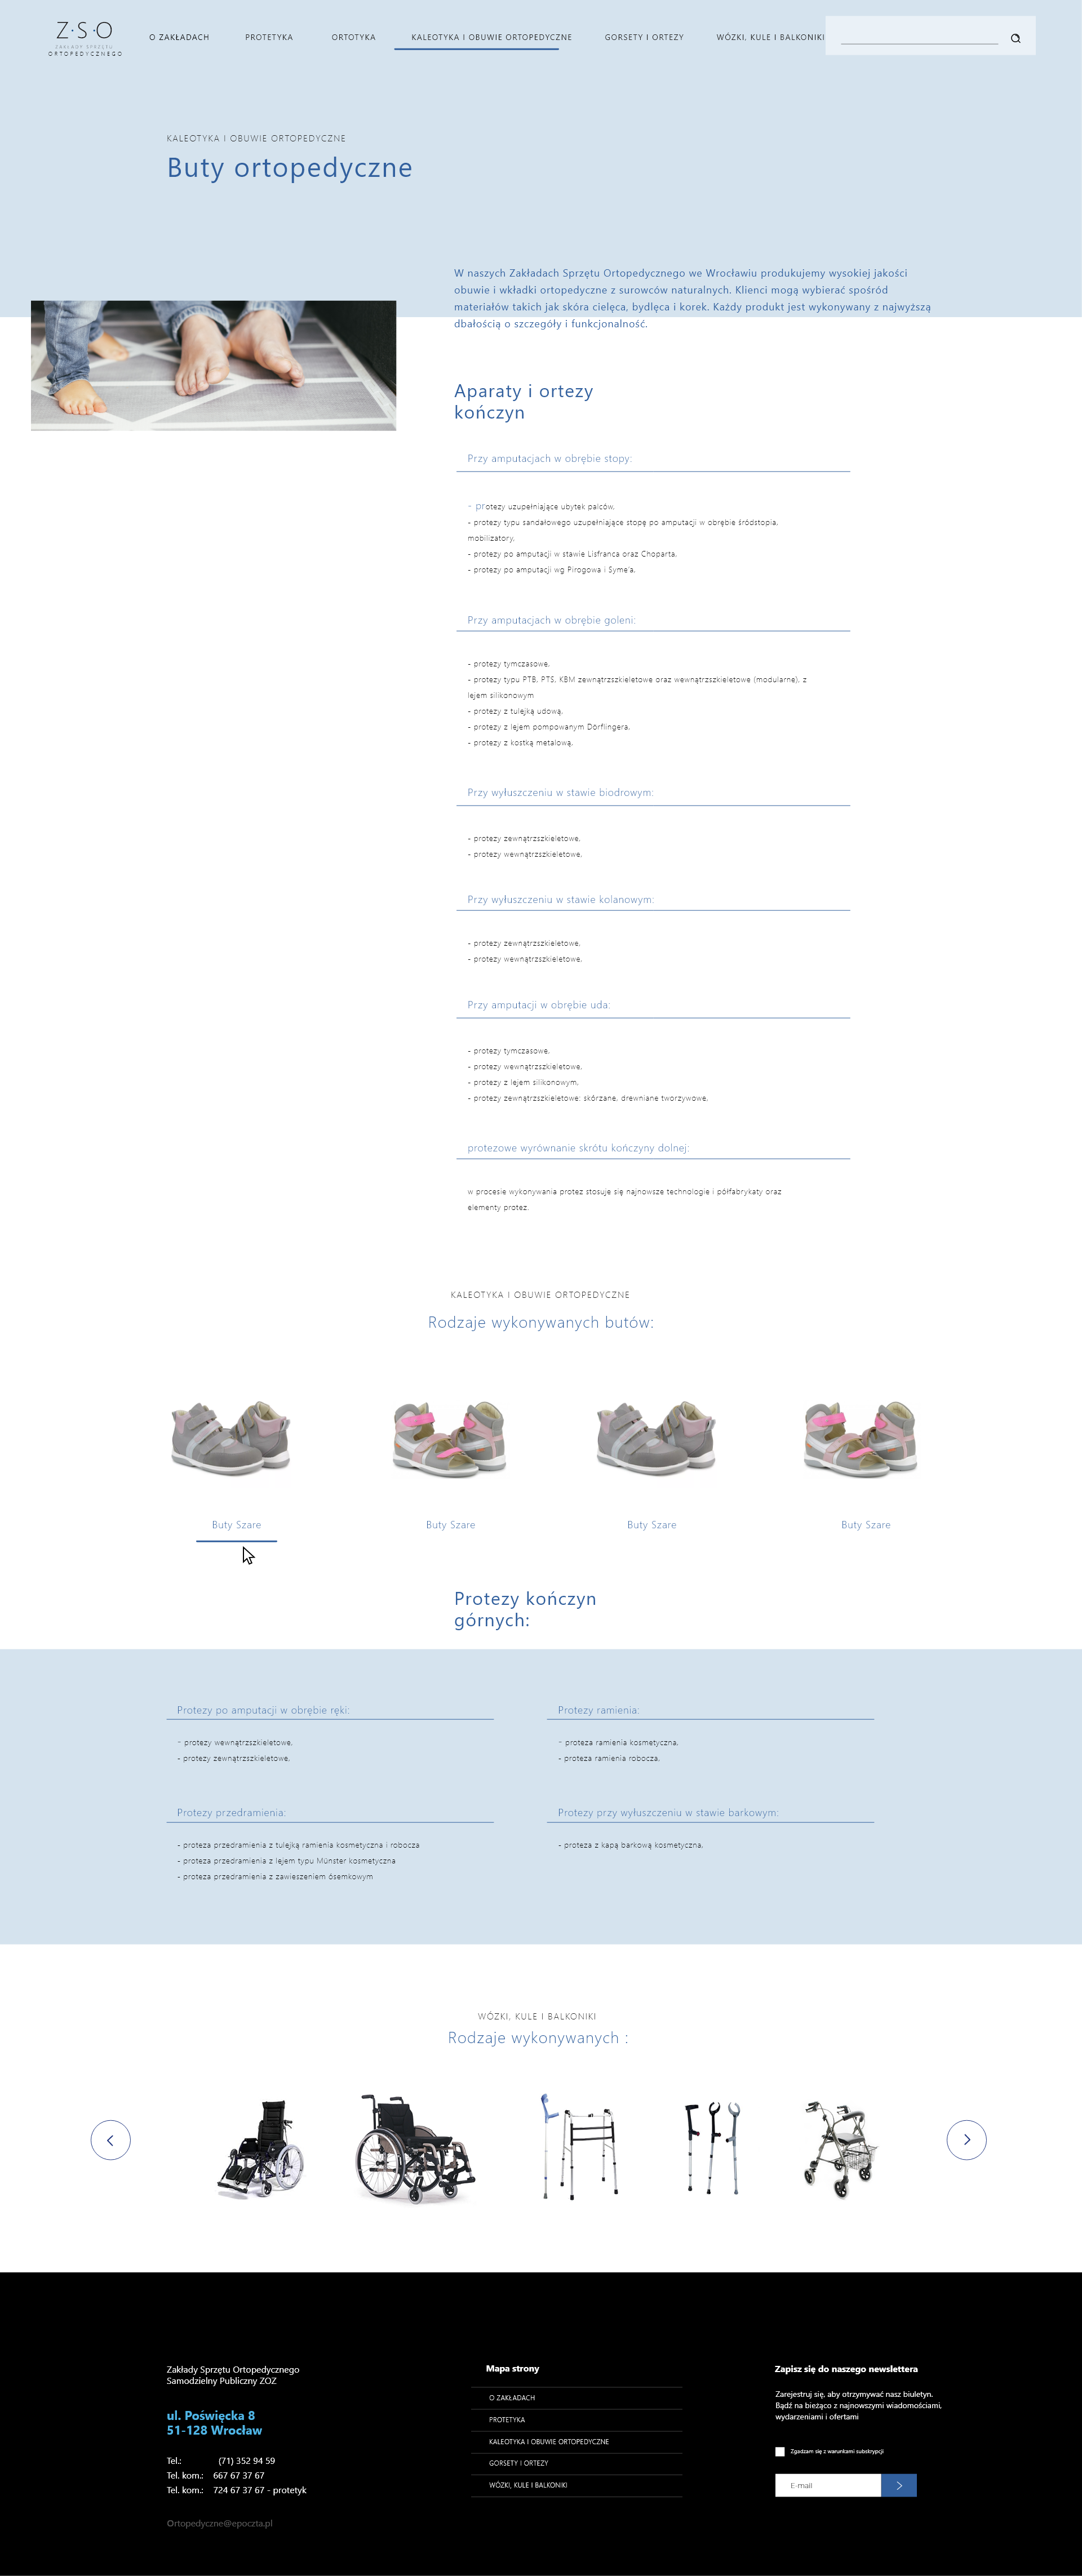 Z·S·O
ZAKŁADY SPRZĘTU
ORTOPEDYCZNEGO
O ZAKŁADACH
PROTETYKA
ORTOTYKA
KALEOTYKA I OBUWIE ORTOPEDYCZNE
GORSETY I ORTEZY
WÓZKI, KULE I BALKONIKI
KALEOTYKA I OBUWIE ORTOPEDYCZNE
Buty ortopedyczne
W naszych Zakładach Sprzętu Ortopedycznego we Wrocławiu produkujemy wysokiej jakości
obuwie i wkładki ortopedyczne z surowców naturalnych. Klienci mogą wybierać spośród
materiałów takich jak skóra cielęca, bydlęca i korek. Każdy produkt jest wykonywany z najwyższą
dbałością o szczegóły i funkcjonalność.
Aparaty i ortezy
kończyn
Przy amputacjach w obrębie stopy:
- protezy uzupełniające ubytek palców,
- protezy typu sandałowego uzupełniające stopę po amputacji w obrębie śródstopia,
mobilizatory,
- protezy po amputacji w stawie Lisfranca oraz Choparta,
- protezy po amputacji wg Pirogowa i Syme'a.
Przy amputacjach w obrębie goleni:
- protezy tymczasowe,
- protezy typu PTB, PTS, KBM zewnątrzszkieletowe oraz wewnątrzszkieletowe (modularne), z
lejem silikonowym
- protezy z tulejką udową,
- protezy z lejem pompowanym Dörflingera,
- protezy z kostką metalową.
Przy wyłuszczeniu w stawie biodrowym:
- protezy zewnątrzszkieletowe,
- protezy wewnątrzszkieletowe.
Przy wyłuszczeniu w stawie kolanowym:
- protezy zewnątrzszkieletowe,
- protezy wewnątrzszkieletowe.
Przy amputacji w obrębie uda:
- protezy tymczasowe,
- protezy wewnątrzszkieletowe,
- protezy z lejem silikonowym,
- protezy zewnątrzszkieletowe: skórzane, drewniane tworzywowe.
protezowe wyrównanie skrótu kończyny dolnej:
w procesie wykonywania protez stosuje się najnowsze technologie i półfabrykaty oraz
elementy protez.
KALEOTYKA I OBUWIE ORTOPEDYCZNE
Rodzaje wykonywanych butów:
Buty Szare
Buty Szare
Buty Szare
Buty Szare
Protezy kończyn
górnych:
Protezy po amputacji w obrębie ręki:
- protezy wewnątrzszkieletowe,
- protezy zewnątrzszkieletowe.
Protezy ramienia:
- proteza ramienia kosmetyczna,
- proteza ramienia robocza.
Protezy przedramienia:
- proteza przedramienia z tulejką ramienia kosmetyczna i robocza
- proteza przedramienia z lejem typu Münster kosmetyczna
- proteza przedramienia z zawieszeniem ósemkowym
Protezy przy wyłuszczeniu w stawie barkowym:
- proteza z kapą barkową kosmetyczna.
WÓZKI, KULE I BALKONIKI
Rodzaje wykonywanych :
Zakłady Sprzętu Ortopedycznego
Samodzielny Publiczny ZOZ
ul. Poświęcka 8
51-128 Wrocław
Tel.: (71) 352 94 59
Tel. kom.: 667 67 37 67
Tel. kom.: 724 67 37 67 - protetyk
Ortopedyczne@epoczta.pl
Mapa strony
O ZAKŁADACH
PROTETYKA
KALEOTYKA I OBUWIE ORTOPEDYCZNE
GORSETY I ORTEZY
WÓZKI, KULE I BALKONIKI
Zapisz się do naszego newslettera
Zarejestruj się, aby otrzymywać nasz biuletyn.
Bądź na bieżąco z najnowszymi wiadomościami,
wydarzeniami i ofertami
Zgadzam się z warunkami subskrypcji
E-mail